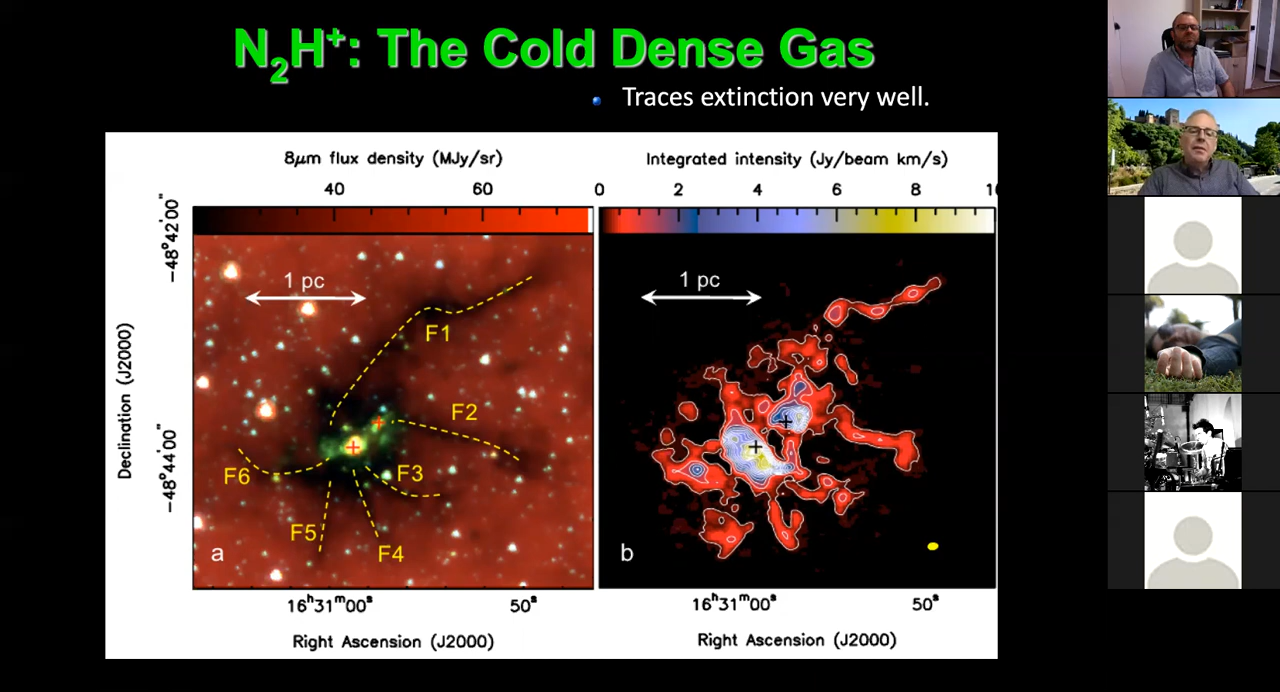 N₂H⁺: The Cold Dense Gas
Traces extinction very well.
8μm flux density (MJy/sr)
40 60
Integrated intensity (Jy/beam km/s)
0 2 4 6 8 10
Declination (J2000)
−48°42'00"
−48°44'00"
1 pc
F1
F2
F3
F4
F5
F6
a
16ʰ31ᵐ00ˢ 50ˢ
Right Ascension (J2000)
1 pc
b
16ʰ31ᵐ00ˢ 50ˢ
Right Ascension (J2000)